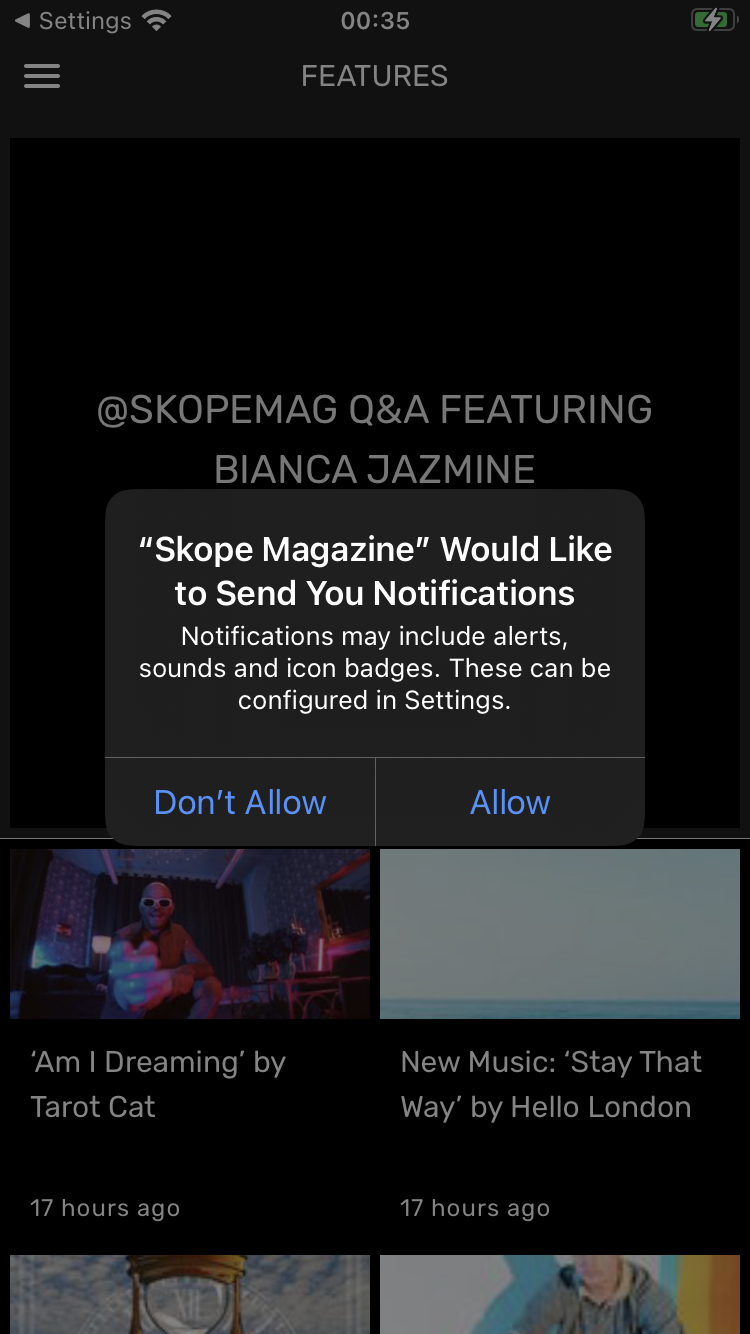 Settings
00:35
FEATURES
@SKOPEMAG Q&A FEATURING
BIANCA JAZMINE
“Skope Magazine” Would Like
to Send You Notifications
Notifications may include alerts,
sounds and icon badges. These can be
configured in Settings.
Don’t Allow
Allow
‘Am I Dreaming’ by
Tarot Cat
17 hours ago
New Music: ‘Stay That
Way’ by Hello London
17 hours ago